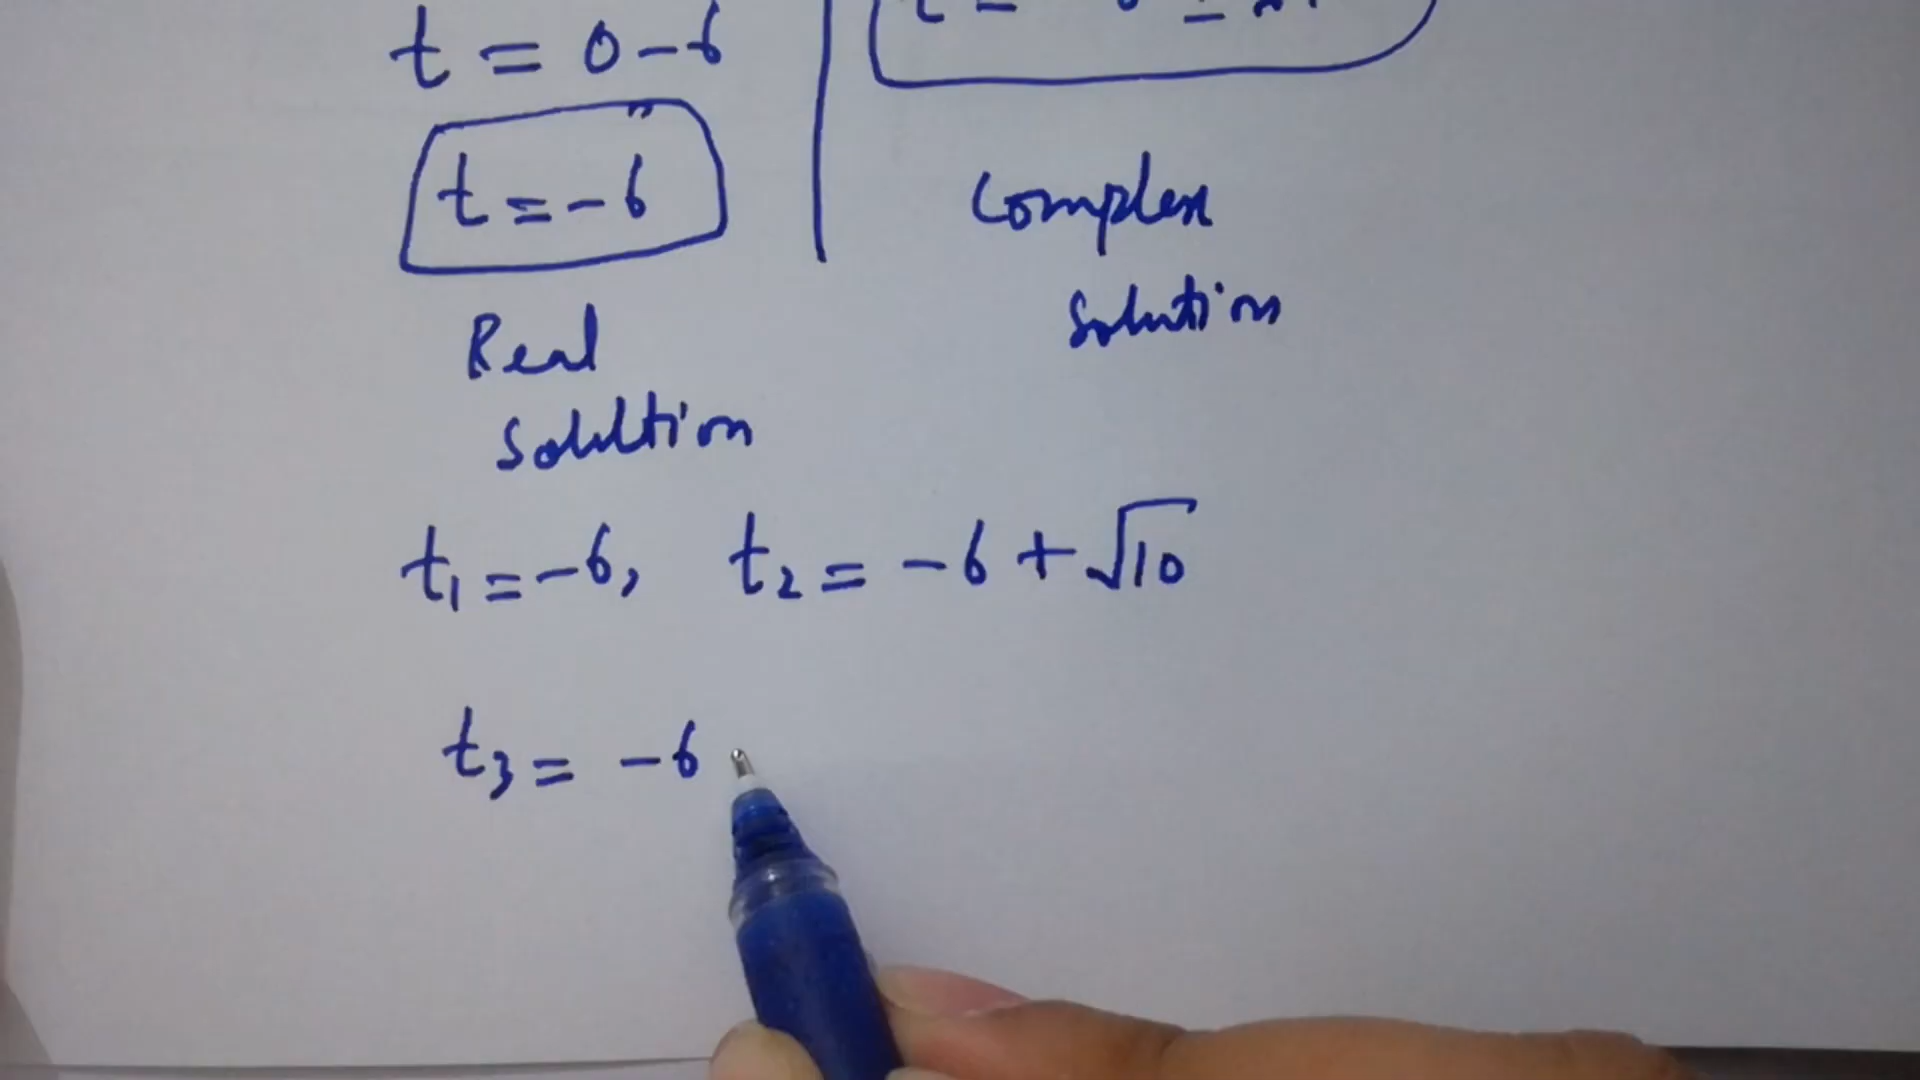 t = 0 - 6
t = -6
Complex
Solution
Real
Solution
t₁ = -6, t₂ = -6 + √10
t₃ = -6